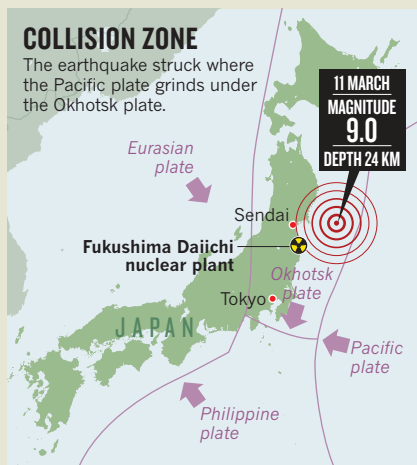 COLLISION ZONE
The earthquake struck where
the Pacific plate grinds under
the Okhotsk plate.
11 MARCH
MAGNITUDE
9.0
DEPTH 24 KM
Eurasian
plate
Sendai
Fukushima Daiichi
nuclear plant
Okhotsk
plate
Tokyo
JAPAN
Pacific
plate
Philippine
plate